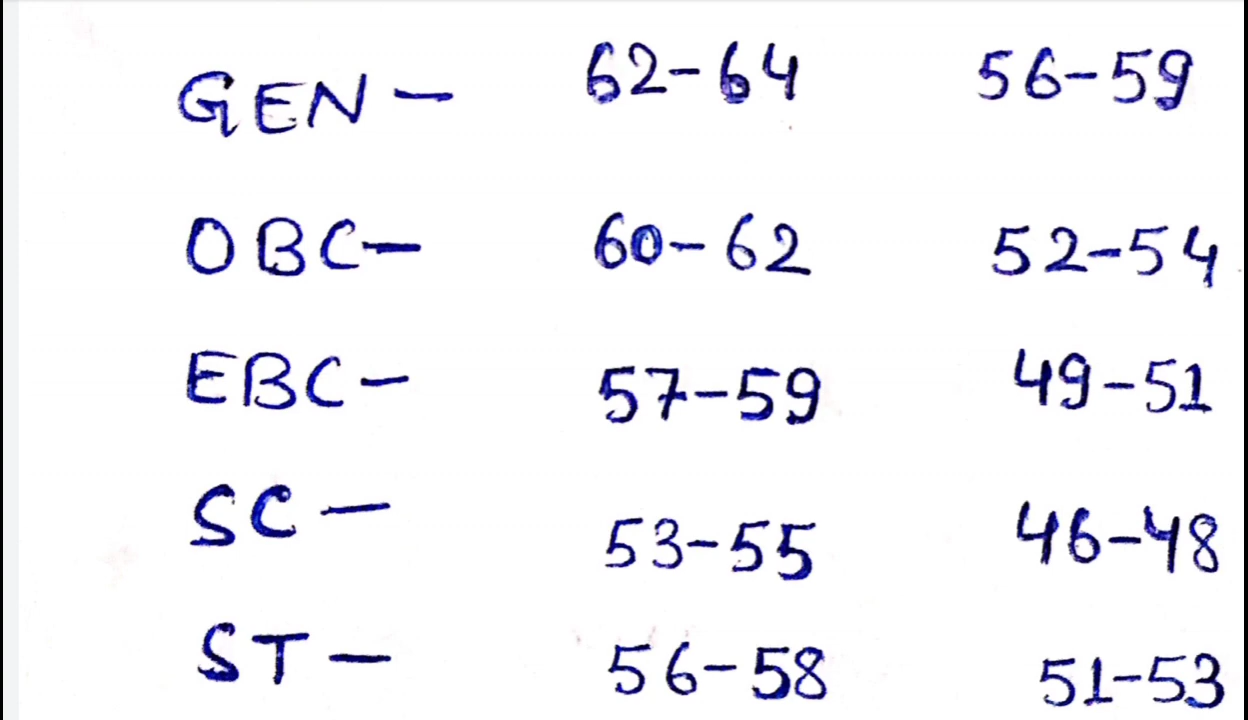 GEN- 62-64 56-59
OBC- 60-62 52-54
EBC- 57-59 49-51
SC- 53-55 46-48
ST- 56-58 51-53